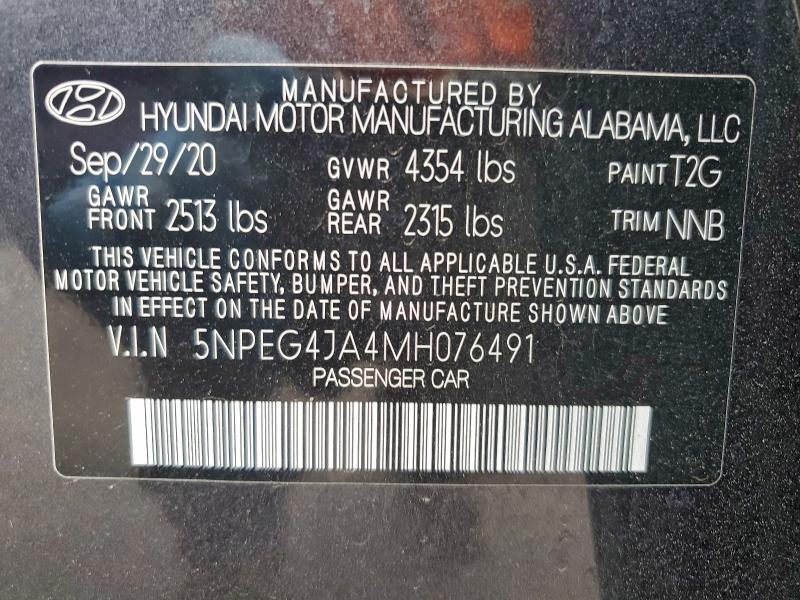 MANUFACTURED BY
HYUNDAI MOTOR MANUFACTURING ALABAMA, LLC
Sep/29/20 GVWR 4354 lbs PAINT T2G
GAWR FRONT 2513 lbs GAWR REAR 2315 lbs TRIM NNB
THIS VEHICLE CONFORMS TO ALL APPLICABLE U.S.A. FEDERAL
MOTOR VEHICLE SAFETY, BUMPER, AND THEFT PREVENTION STANDARDS
IN EFFECT ON THE DATE OF MANUFACTURE SHOWN ABOVE.
V.I.N 5NPEG4JA4MH076491
PASSENGER CAR